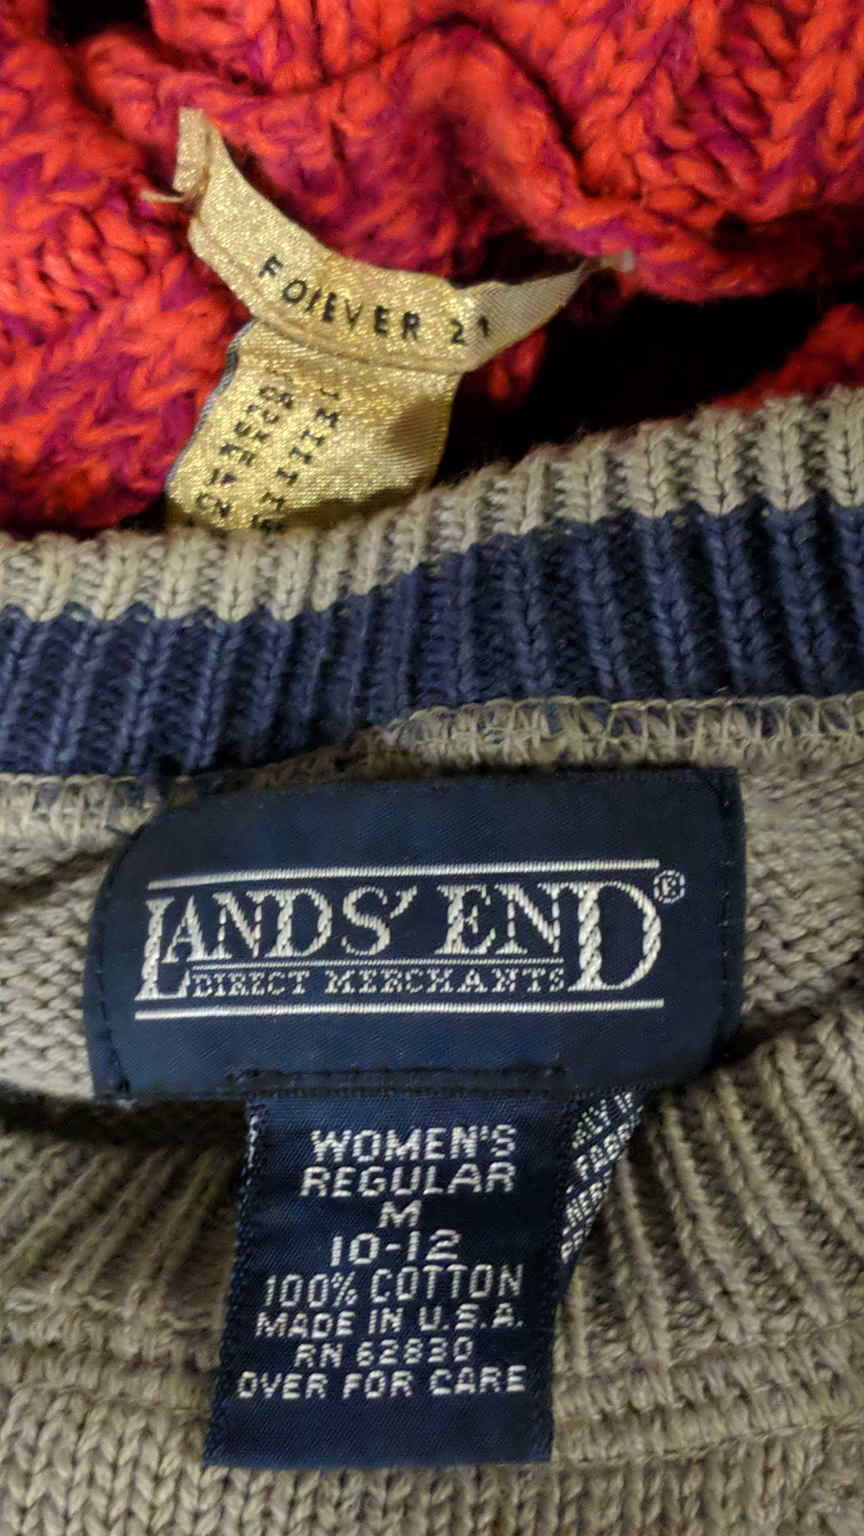 FOREVER 21
LANDS' END®
DIRECT MERCHANTS
WOMEN'S
REGULAR
M
10-12
100% COTTON
MADE IN U.S.A.
RN 62830
OVER FOR CARE